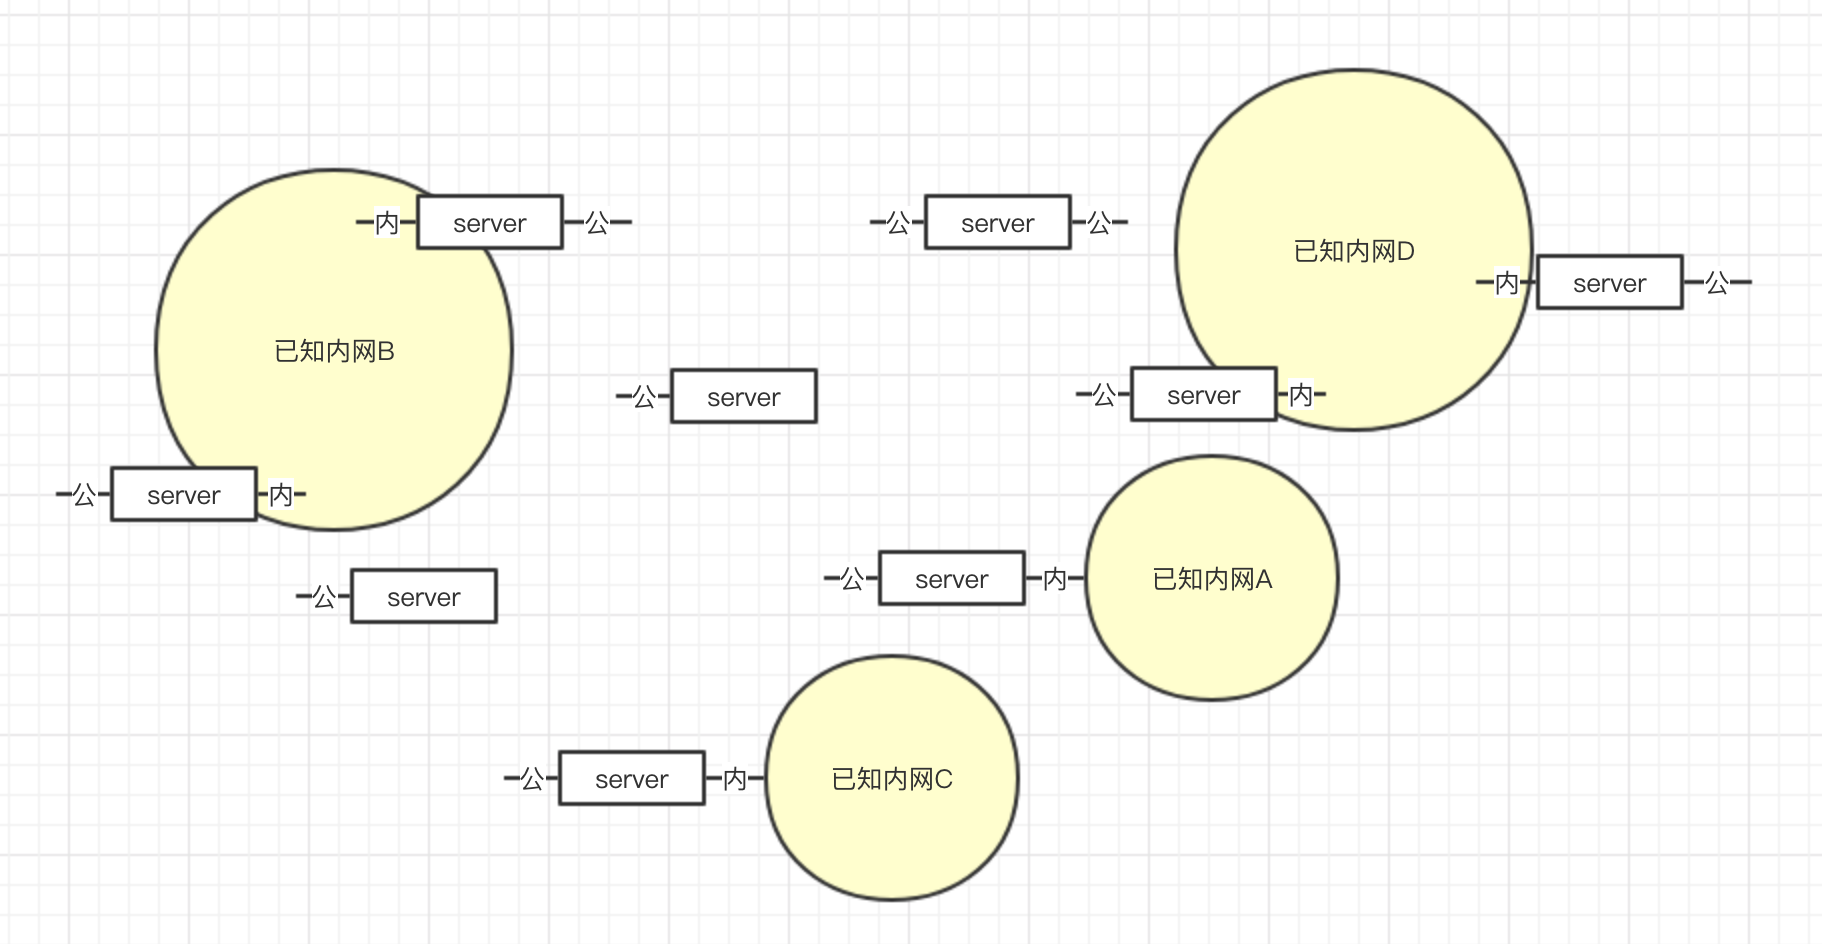 内 server 公
公 server 公
已知内网D
内 server 公
已知内网B
公 server
公 server 内
公 server 内
公 server
公 server 内
已知内网A
公 server 内
已知内网C